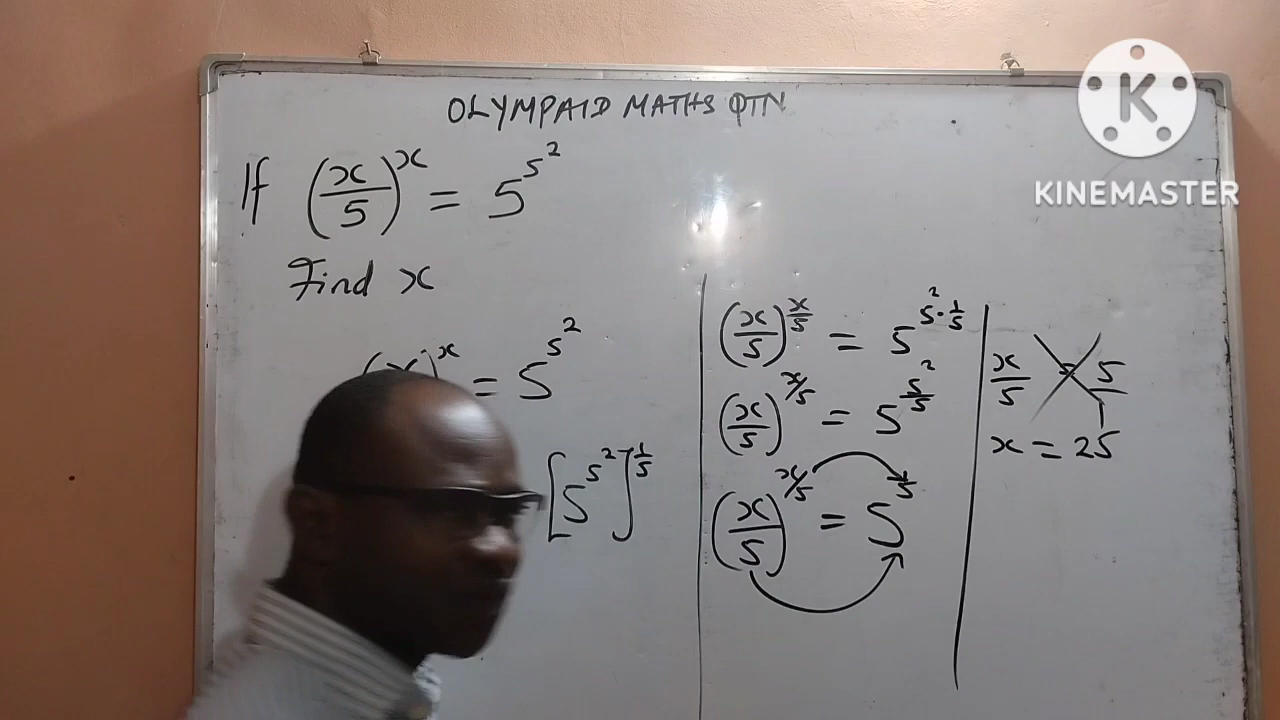 OLYMPAID MATHS QTN
If (x/5)^x = 5^5^2
Find x
(x)^x = 5^5^2
[5^5^2]^1/5
(x/5)^x/5 = 5^5^2·1/5
(x/5)^x/5 = 5^5^2/5
(x/5)^x/5 = 5^5
x/5 5
x = 25
K
KINEMASTER